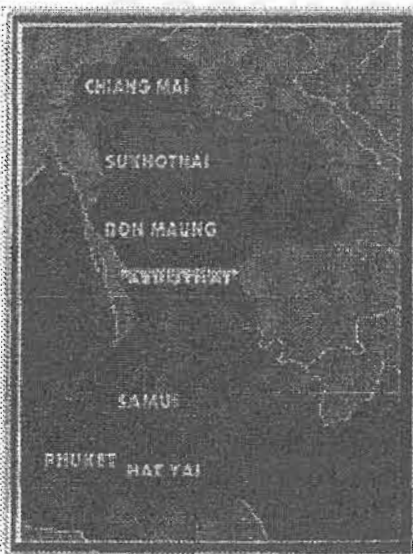 CHIANG MAI
SUKHOTHAI
DON MAUNG
SAMUI
PHUKET
HAT YAI